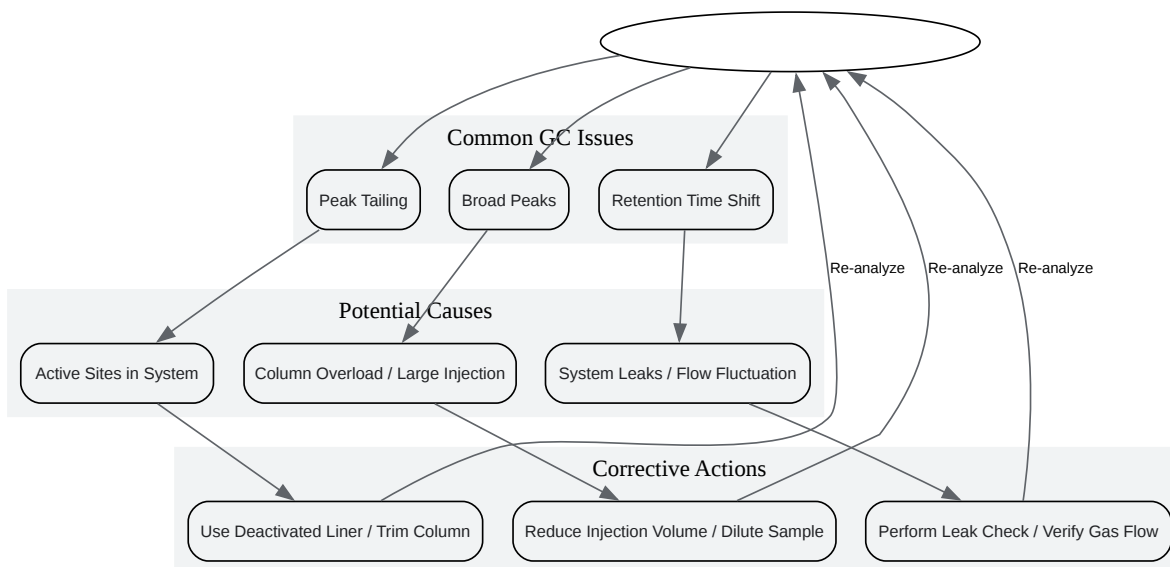 Common GC Issues
Peak Tailing
Broad Peaks
Retention Time Shift
Re-analyze
Re-analyze
Re-analyze
Potential Causes
Active Sites in System
Column Overload / Large Injection
System Leaks / Flow Fluctuation
Corrective Actions
Use Deactivated Liner / Trim Column
Reduce Injection Volume / Dilute Sample
Perform Leak Check / Verify Gas Flow